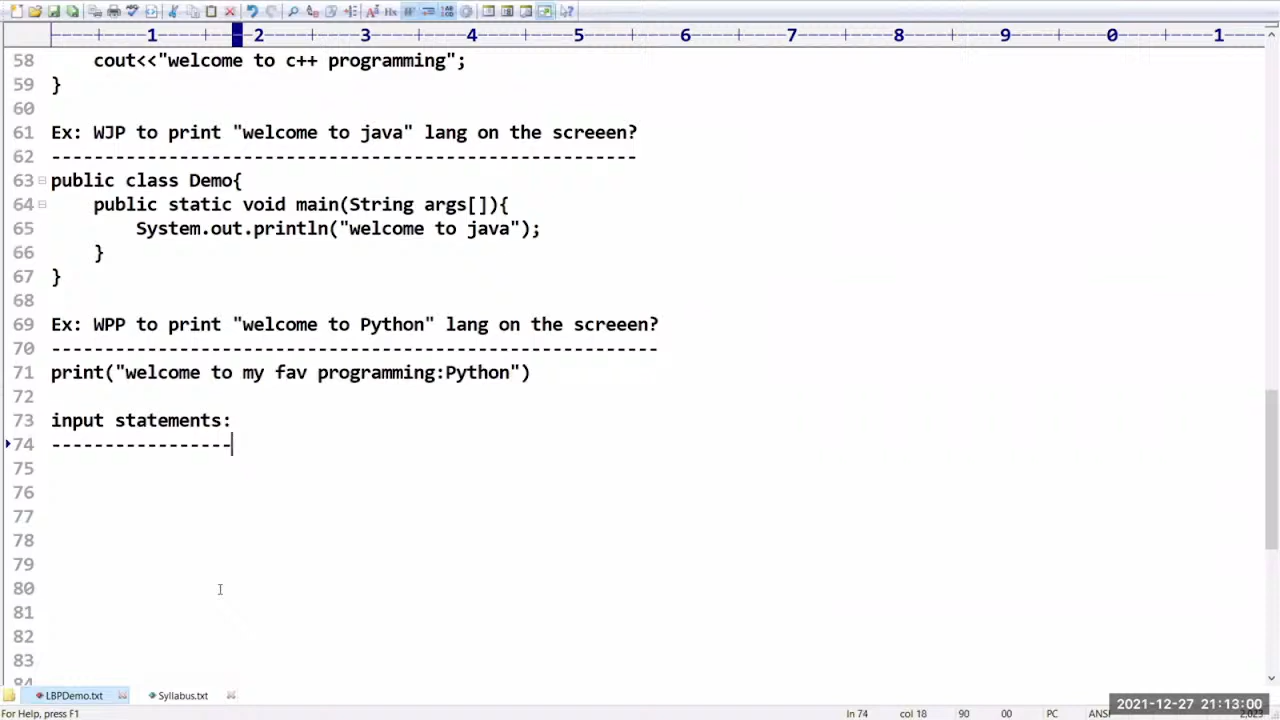 1 2 3 4 5 6 7 8 9 0 1
58 cout<<"welcome to c++ programming";
59 }
60
61 Ex: WJP to print "welcome to java" lang on the screeen?
62 -------------------------------------------------------
63 public class Demo{
64 public static void main(String args[]){
65 System.out.println("welcome to java");
66 }
67 }
68
69 Ex: WPP to print "welcome to Python" lang on the screeen?
70 ---------------------------------------------------------
71 print("welcome to my fav programming:Python")
72
73 input statements:
74 -----------------
75
76
77
78
79
80
81
82
83
84
LBPDemo.txt Syllabus.txt
For Help, press F1 ln 74 col 18 90 00 PC ANSI
2021-12-27 21:13:00